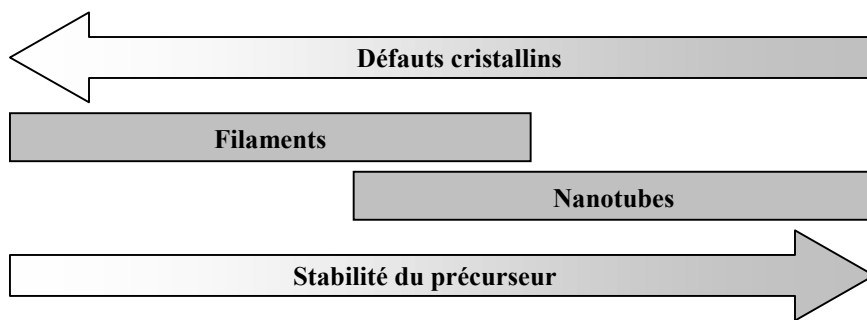 Défauts cristallins
Filaments
Nanotubes
Stabilité du précurseur